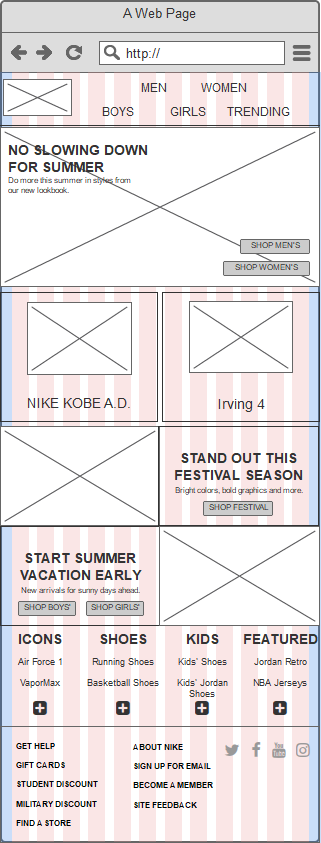 A Web Page
http://
MEN WOMEN
BOYS GIRLS TRENDING
NO SLOWING DOWN
FOR SUMMER
Do more this summer in styles from
our new lookbook.
SHOP MEN'S
SHOP WOMEN'S
NIKE KOBE A.D.
Irving 4
STAND OUT THIS
FESTIVAL SEASON
Bright colors, bold graphics and more.
SHOP FESTIVAL
START SUMMER
VACATION EARLY
New arrivals for sunny days ahead.
SHOP BOYS' SHOP GIRLS'
ICONS SHOES KIDS FEATURED
Air Force 1 Running Shoes Kids' Shoes Jordan Retro
VaporMax Basketball Shoes Kids' Jordan NBA Jerseys
Shoes
GET HELP
GIFT CARDS
STUDENT DISCOUNT
MILITARY DISCOUNT
FIND A STORE
ABOUT NIKE
SIGN UP FOR EMAIL
BECOME A MEMBER
SITE FEEDBACK
You
Tube